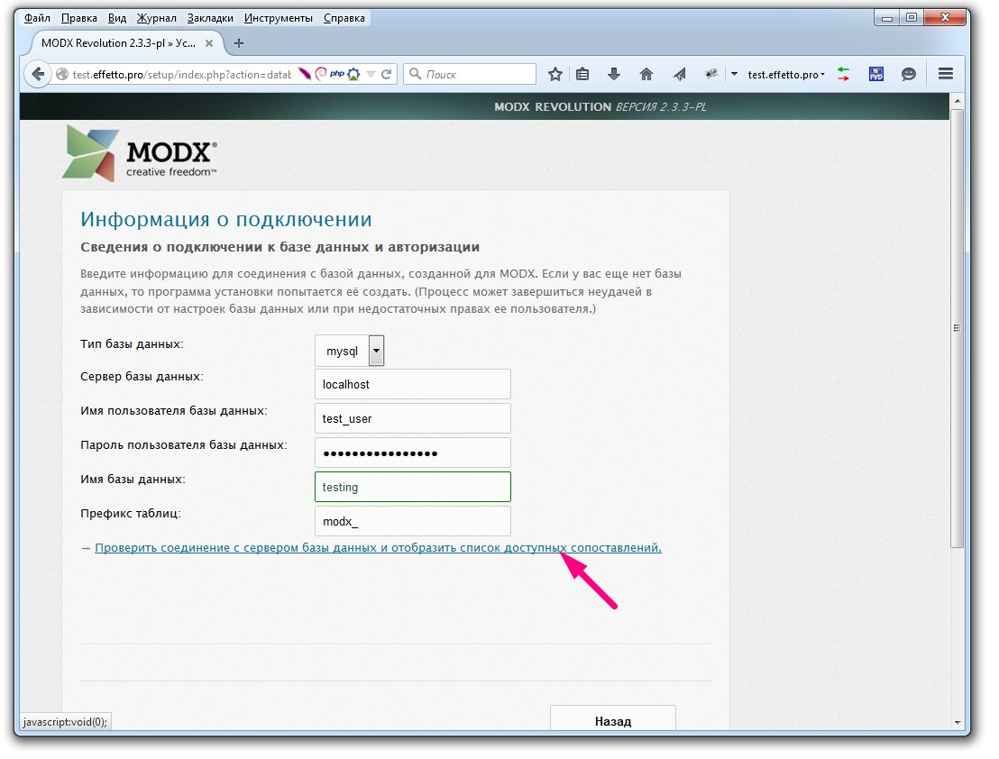 Файл Правка Вид Журнал Закладки Инструменты Справка
MODX Revolution 2.3.3-pl » Ус...
test.effetto.pro/setup/index.php?action=datab php Поиск test.effetto.pro FVD
MODX REVOLUTION ВЕРСИЯ 2.3.3-PL
MODX®
creative freedom™
Информация о подключении
Сведения о подключении к базе данных и авторизации
Введите информацию для соединения с базой данных, созданной для MODX. Если у вас еще нет базы
данных, то программа установки попытается её создать. (Процесс может завершиться неудачей в
зависимости от настроек базы данных или при недостаточных правах ее пользователя.)
Тип базы данных: mysql
Сервер базы данных: localhost
Имя пользователя базы данных: test_user
Пароль пользователя базы данных: ••••••••••••••••
Имя базы данных: testing
Префикс таблиц: modx_
→ Проверить соединение с сервером базы данных и отобразить список доступных сопоставлений.
javascript:void(0);
Назад